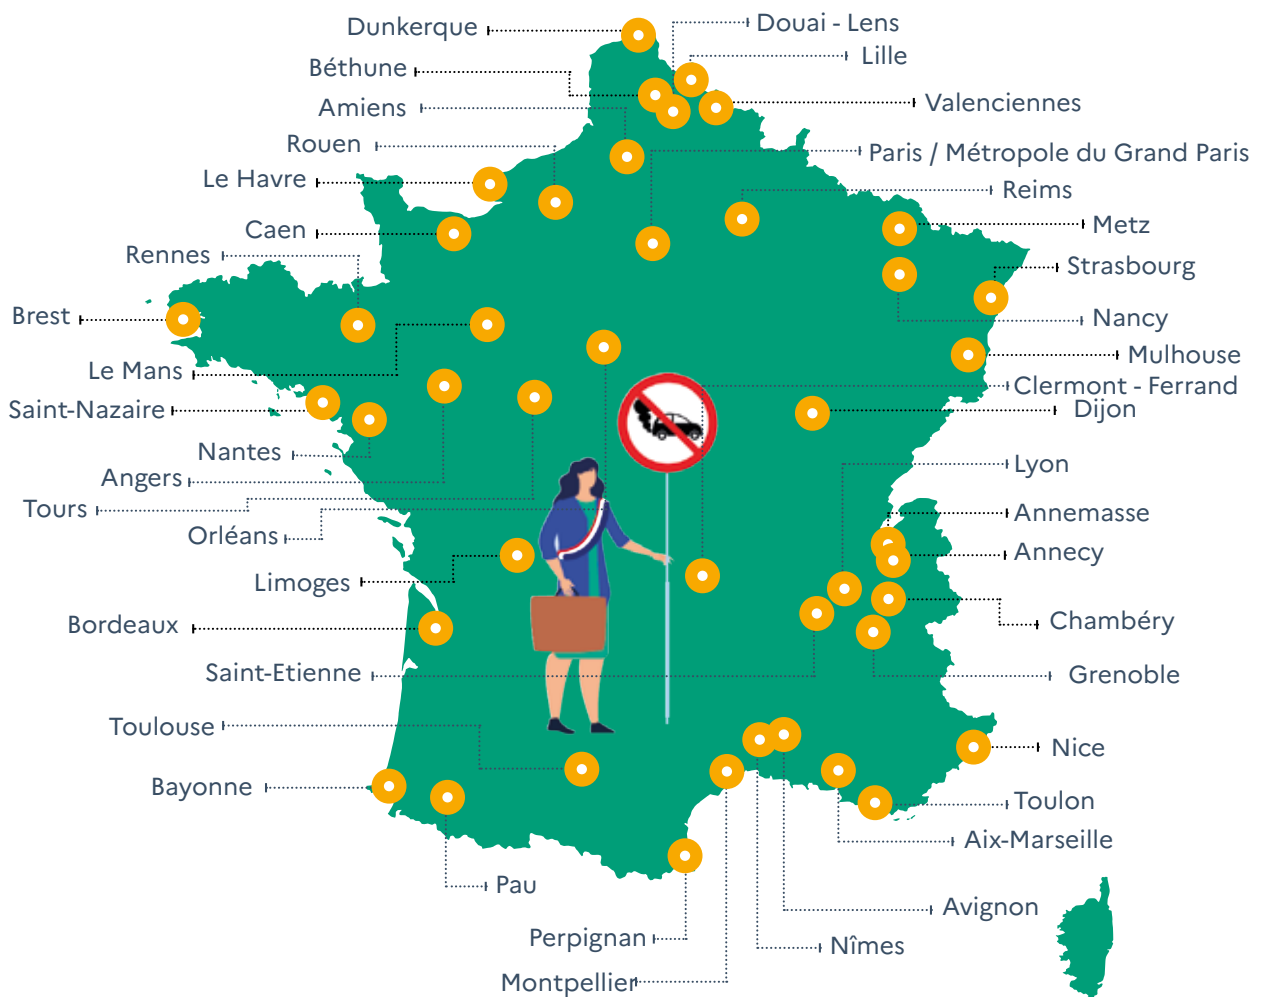 Dunkerque
Douai - Lens
Lille
Béthune
Valenciennes
Amiens
Rouen
Paris / Métropole du Grand Paris
Le Havre
Reims
Caen
Metz
Rennes
Strasbourg
Brest
Nancy
Mulhouse
Le Mans
Clermont - Ferrand
Saint-Nazaire
Dijon
Nantes
Lyon
Angers
Tours
Annemasse
Orléans
Annecy
Limoges
Bordeaux
Chambéry
Saint-Etienne
Grenoble
Toulouse
Nice
Bayonne
Toulon
Aix-Marseille
Pau
Avignon
Perpignan
Nîmes
Montpellier